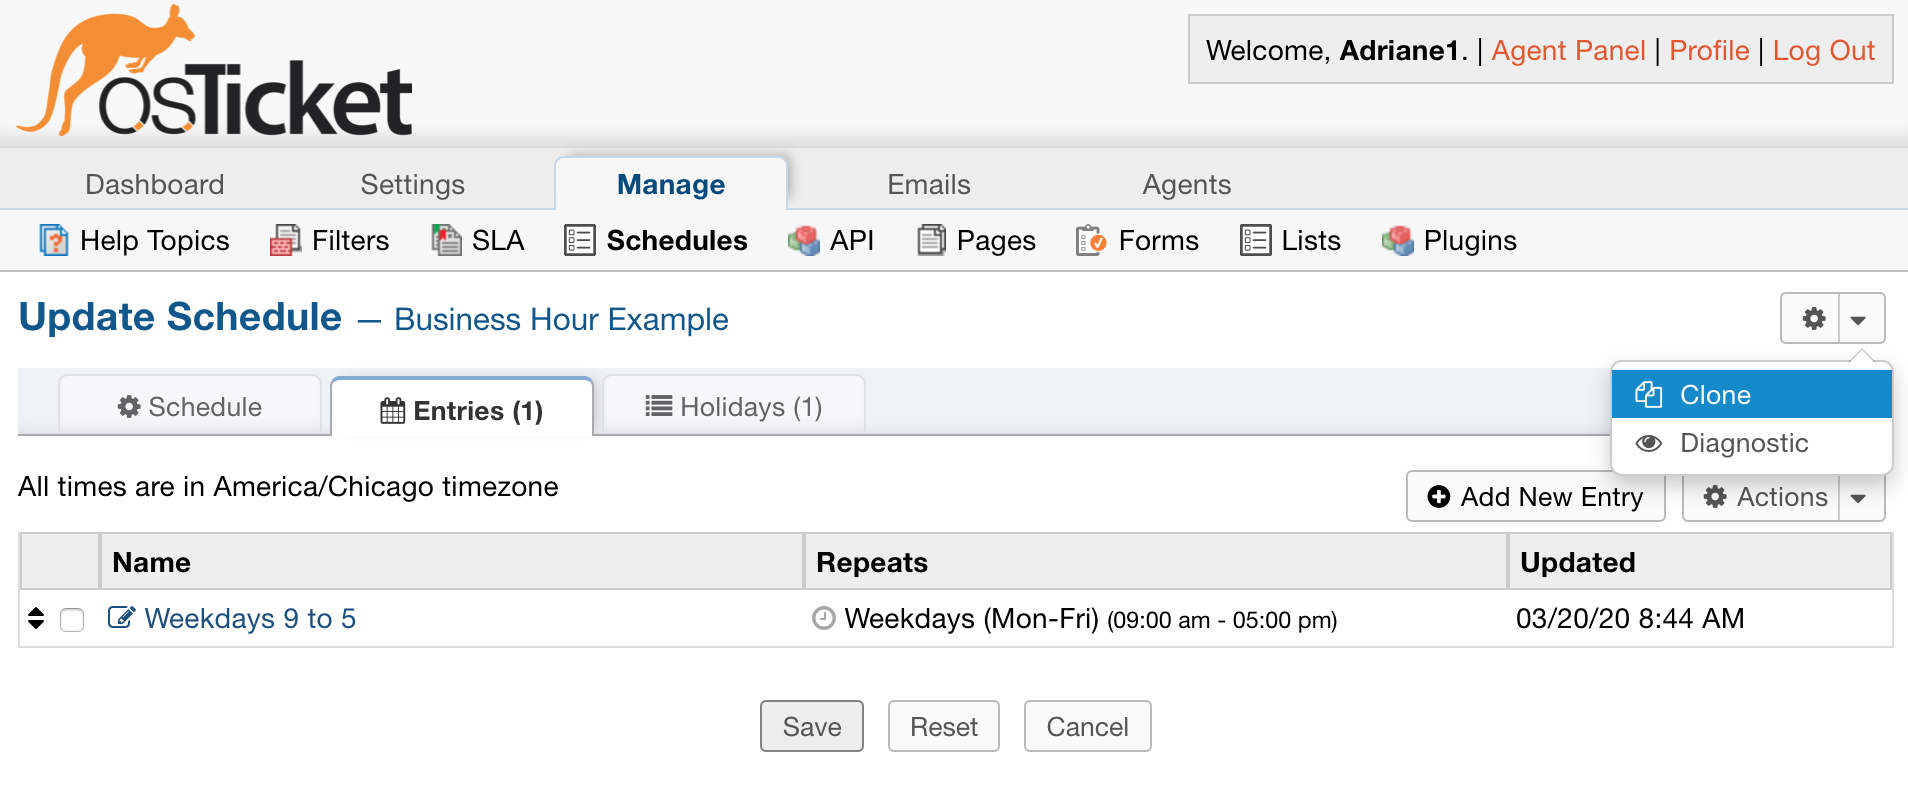 osTicket
Welcome, Adriane1. | Agent Panel | Profile | Log Out
Dashboard Settings Manage Emails Agents
Help Topics Filters SLA Schedules API Pages Forms Lists Plugins
Update Schedule — Business Hour Example
Schedule Entries (1) Holidays (1)
Clone
Diagnostic
All times are in America/Chicago timezone
Add New Entry Actions
Name Repeats Updated
Weekdays 9 to 5 Weekdays (Mon-Fri) (09:00 am - 05:00 pm) 03/20/20 8:44 AM
Save Reset Cancel